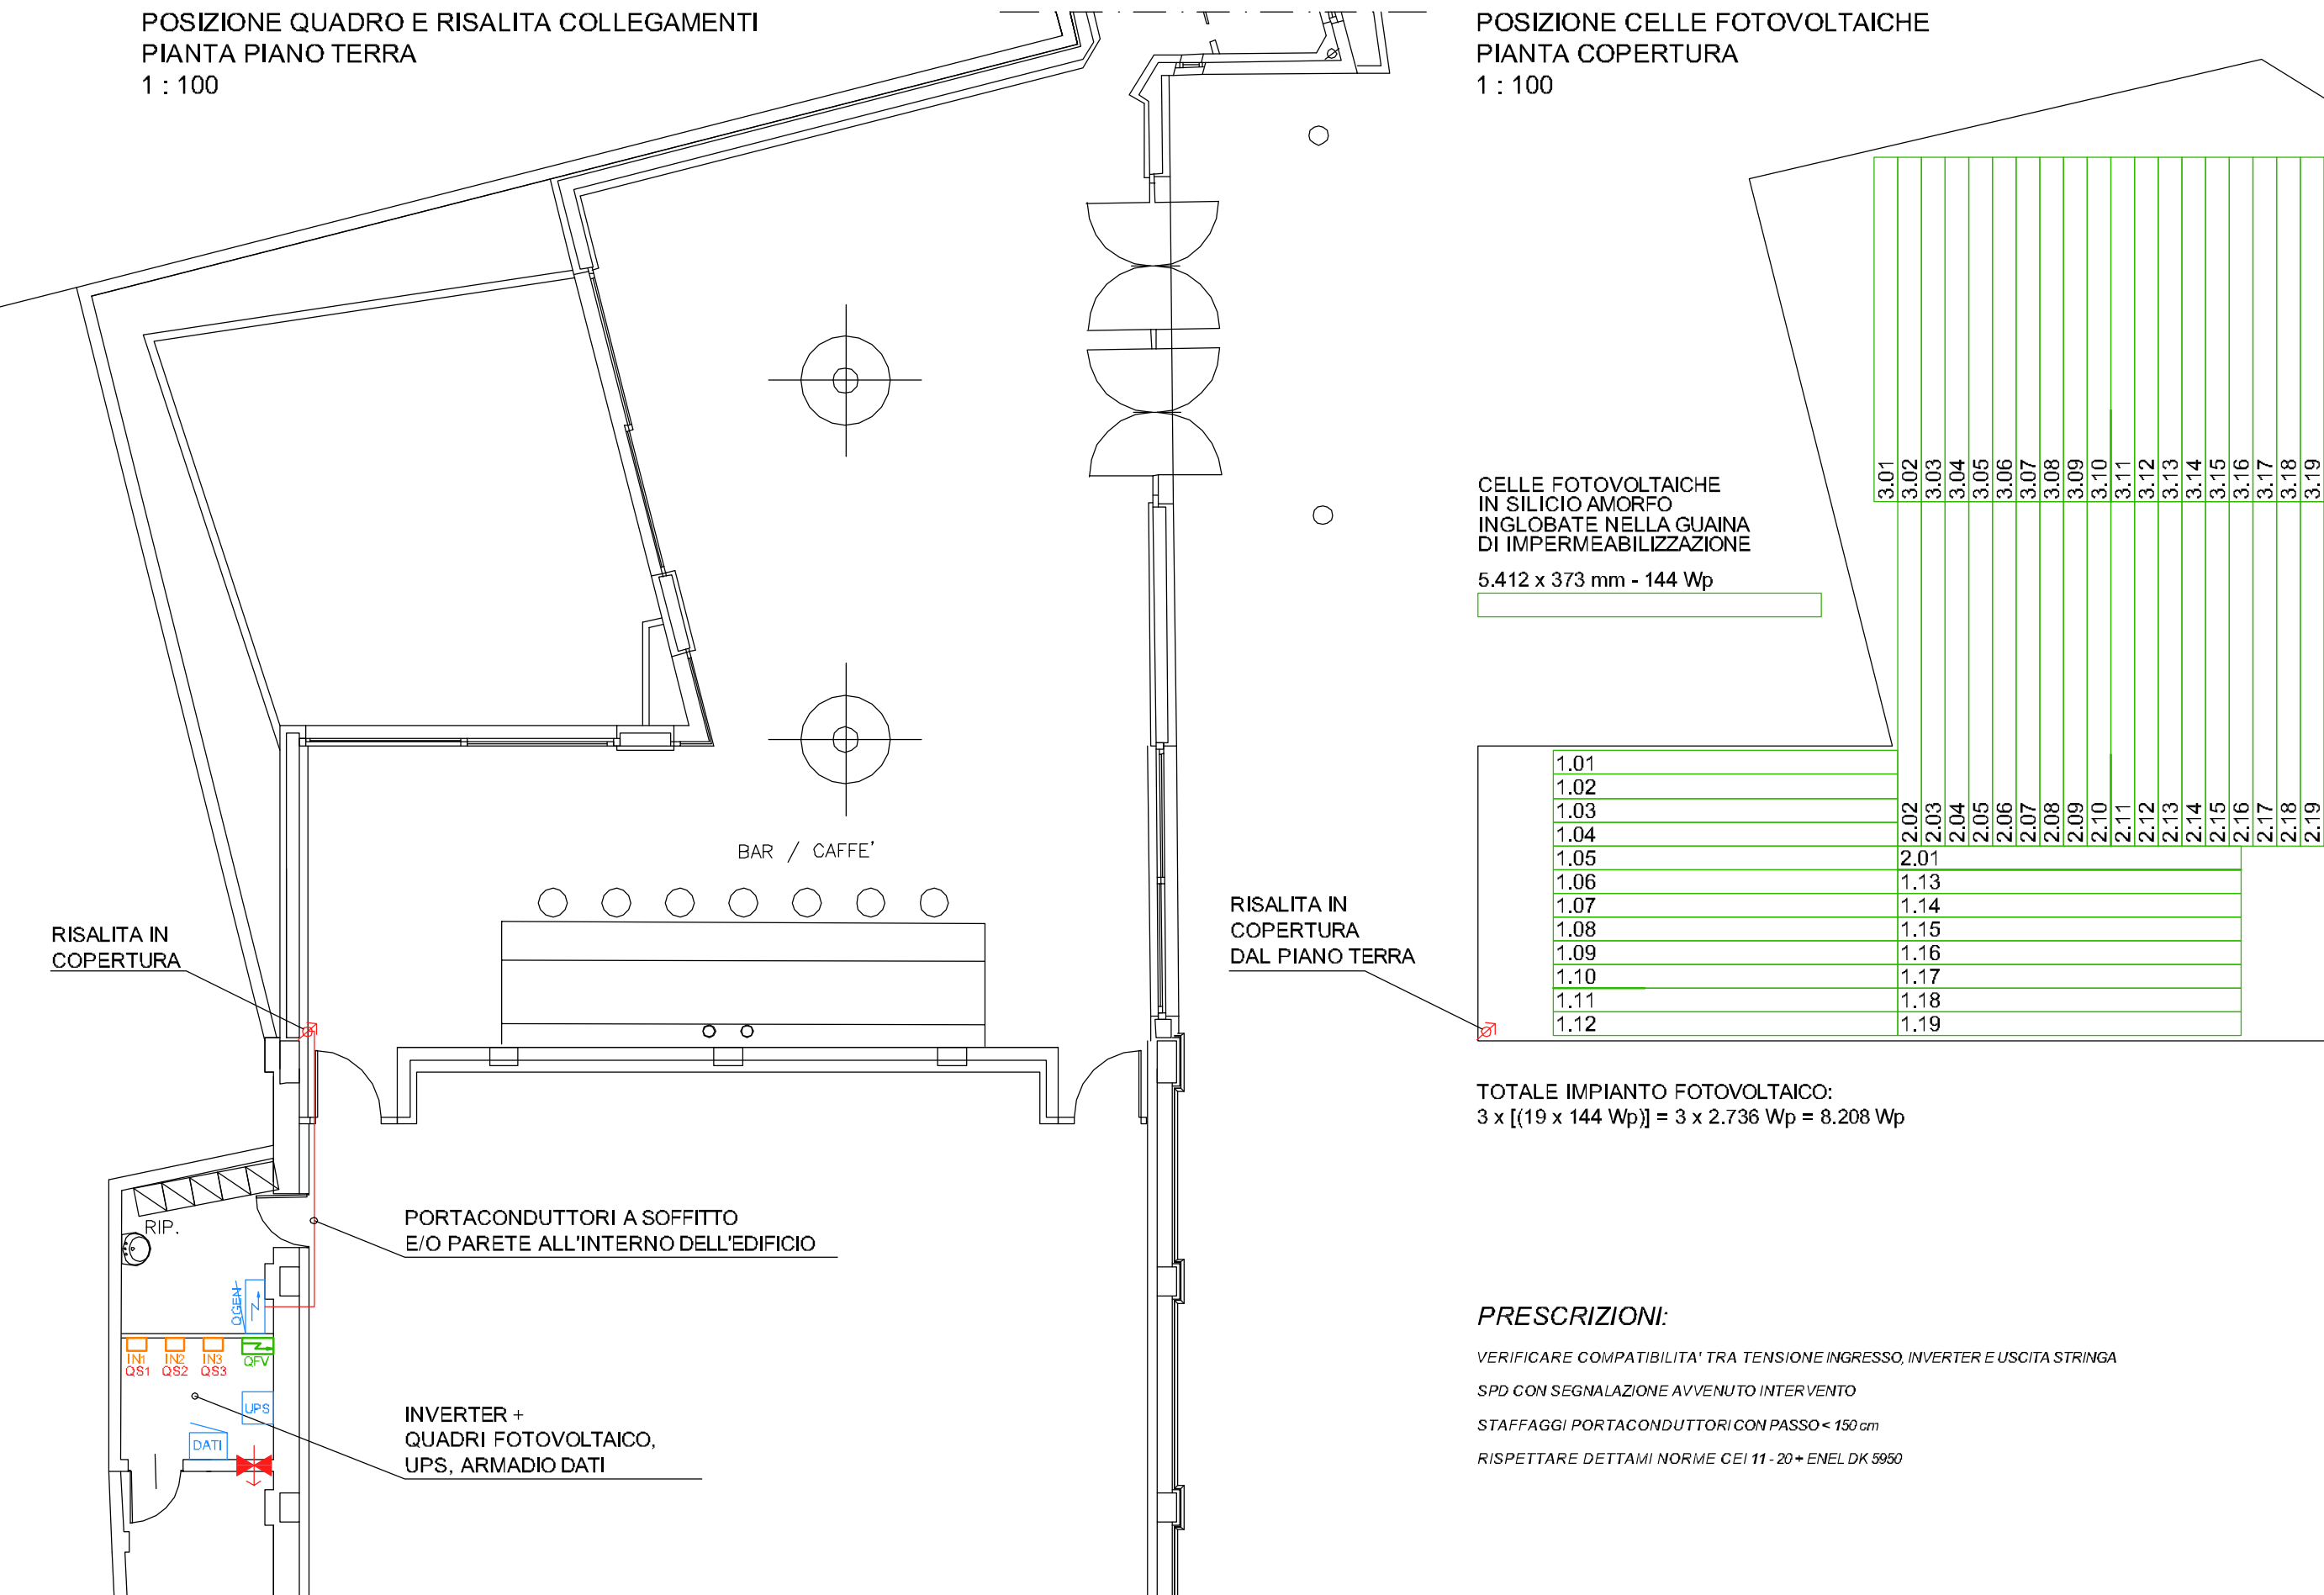 POSIZIONE QUADRO E RISALITA COLLEGAMENTI
PIANTA PIANO TERRA
1 : 100
BAR / CAFFE'
RISALITA IN
COPERTURA
PORTACONDUTTORI A SOFFITTO
E/O PARETE ALL'INTERNO DELL'EDIFICIO
RIP.
QGEN
IN1
IN2
IN3
QFV
QS1
QS2
QS3
UPS
DATI
INVERTER +
QUADRI FOTOVOLTAICO,
UPS, ARMADIO DATI
POSIZIONE CELLE FOTOVOLTAICHE
PIANTA COPERTURA
1 : 100
3.01
3.02
3.03
3.04
3.05
3.06
3.07
3.08
3.09
3.10
3.11
3.12
3.13
3.14
3.15
3.16
3.17
3.18
3.19
CELLE FOTOVOLTAICHE
IN SILICIO AMORFO
INGLOBATE NELLA GUAINA
DI IMPERMEABILIZZAZIONE
5.412 x 373 mm - 144 Wp
2.02
2.03
2.04
2.05
2.06
2.07
2.08
2.09
2.10
2.11
2.12
2.13
2.14
2.15
2.16
2.17
2.18
2.19
1.01
1.02
1.03
1.04
1.05
1.06
1.07
1.08
1.09
1.10
1.11
1.12
2.01
1.13
1.14
1.15
1.16
1.17
1.18
1.19
RISALITA IN
COPERTURA
DAL PIANO TERRA
TOTALE IMPIANTO FOTOVOLTAICO:
3 x [(19 x 144 Wp)] = 3 x 2.736 Wp = 8.208 Wp
PRESCRIZIONI:
VERIFICARE COMPATIBILITA' TRA TENSIONE INGRESSO, INVERTER E USCITA STRINGA
SPD CON SEGNALAZIONE AVVENUTO INTERVENTO
STAFFAGGI PORTACONDUTTORI CON PASSO < 150 cm
RISPETTARE DETTAMI NORME CEI 11 - 20 + ENEL DK 5950